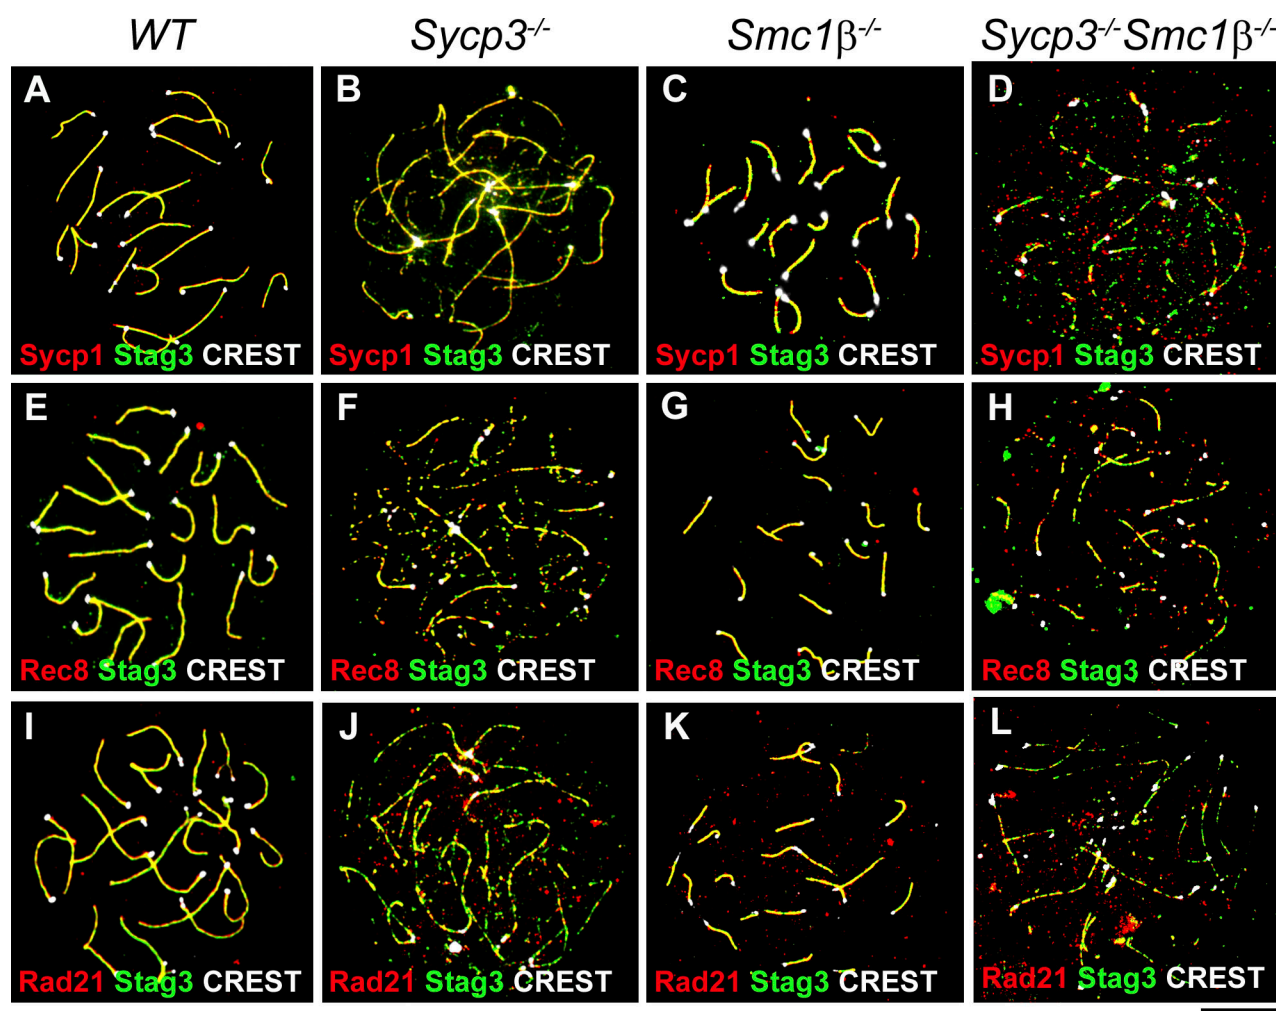 WT Sycp3-/- Smc1β-/- Sycp3-/-Smc1β-/-
A B C D
Sycp1 Stag3 CREST Sycp1 Stag3 CREST Sycp1 Stag3 CREST Sycp1 Stag3 CREST
E F G H
Rec8 Stag3 CREST Rec8 Stag3 CREST Rec8 Stag3 CREST Rec8 Stag3 CREST
I J K L
Rad21 Stag3 CREST Rad21 Stag3 CREST Rad21 Stag3 CREST Rad21 Stag3 CREST